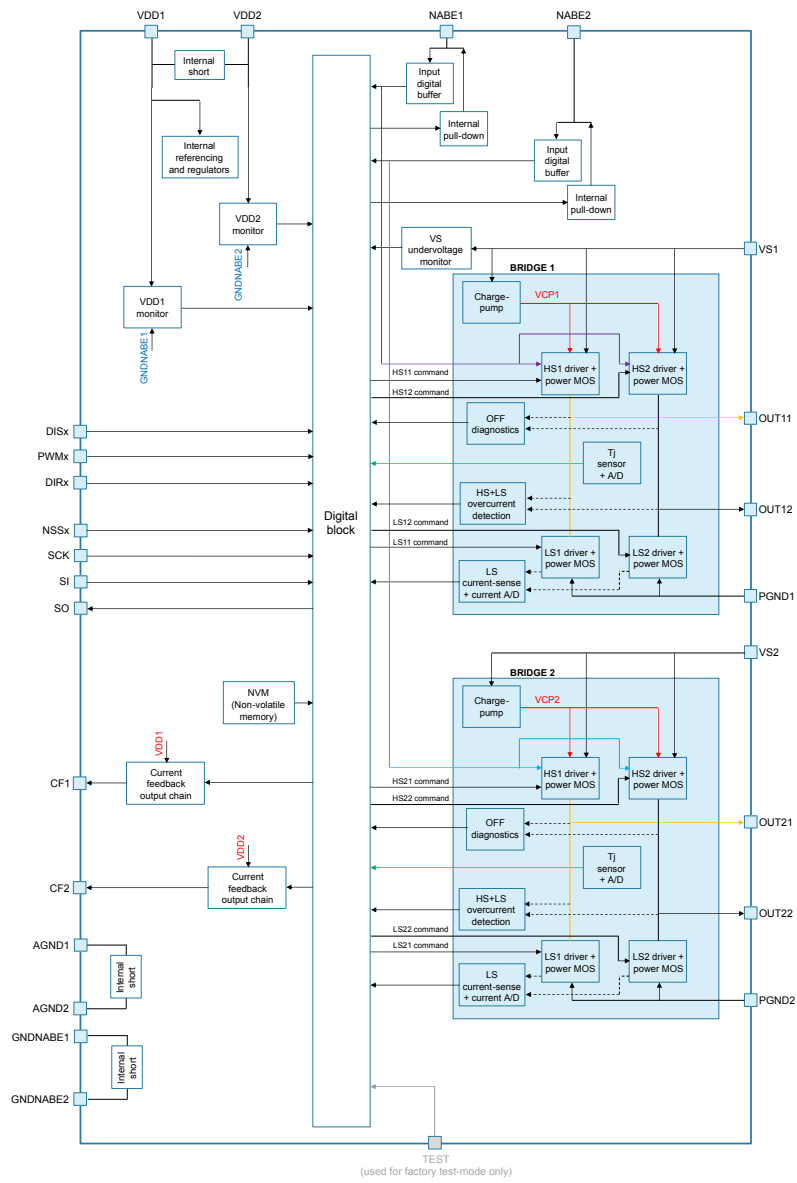 VDD1
VDD2
NABE1
NABE2
Internal
short
Input
digital
buffer
Internal
pull-down
Internal
referencing
and regulators
Input
digital
buffer
Internal
pull-down
VDD2
monitor
GNDNABE2
VS
undervoltage
monitor
VS1
BRIDGE 1
VDD1
monitor
GNDNABE1
Charge-
pump
VCP1
HS11 command
HS12 command
HS1 driver +
power MOS
HS2 driver +
power MOS
OFF
diagnostics
OUT11
DISx
PWMx
DIRx
Tj
sensor
+ A/D
HS+LS
overcurrent
detection
OUT12
Digital
block
NSSx
SCK
SI
SO
LS12 command
LS11 command
LS1 driver +
power MOS
LS2 driver +
power MOS
LS
current-sense
+ current A/D
PGND1
VS2
BRIDGE 2
NVM
(Non-volatile
memory)
Charge-
pump
VCP2
VDD1
CF1
Current
feedback
output chain
HS21 command
HS22 command
HS1 driver +
power MOS
HS2 driver +
power MOS
OFF
diagnostics
OUT21
VDD2
CF2
Current
feedback
output chain
Tj
sensor
+ A/D
HS+LS
overcurrent
detection
OUT22
AGND1
Internal
short
AGND2
LS22 command
LS21 command
LS1 driver +
power MOS
LS2 driver +
power MOS
LS
current-sense
+ current A/D
PGND2
GNDNABE1
Internal
short
GNDNABE2
TEST
(used for factory test-mode only)